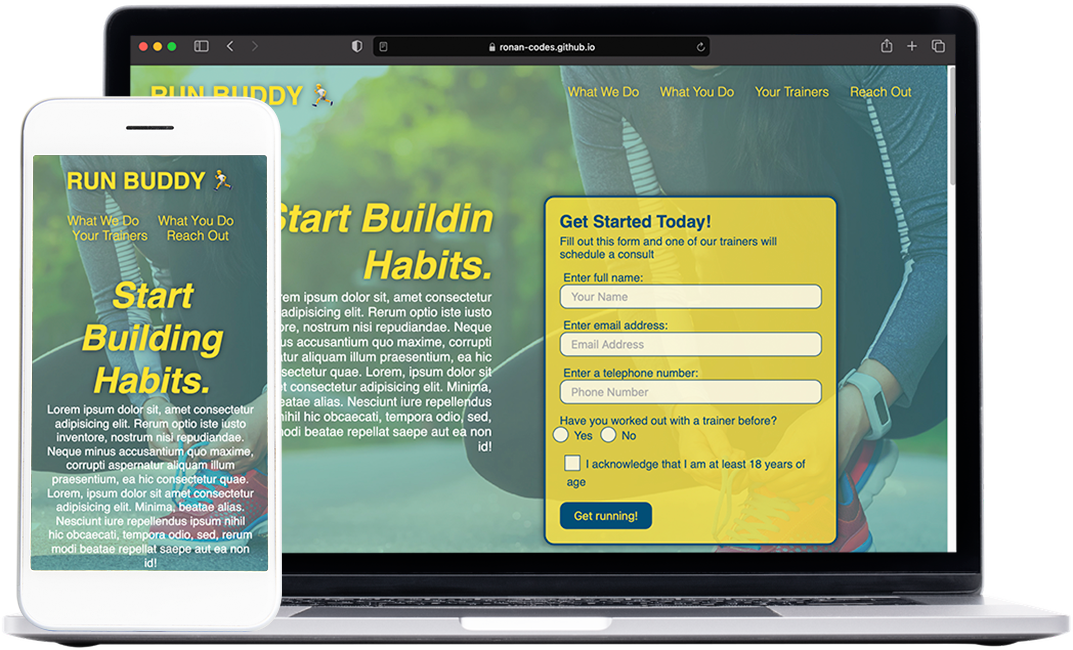 ronan-codes.github.io
RUN BUDDY
What We Do What You Do Your Trainers Reach Out
Start Buildin
Habits.
ipsum dolor sit, amet consectetur
adipisicing elit. Rerum optio iste iusto
nostrum nisi repudiandae. Neque
accusantium quo maxime, corrupti
aliquam illum praesentium, ea hic
quae. Lorem, ipsum dolor sit
consectetur adipisicing elit. Minima,
beatae alias. Nesciunt iure repellendus
nihil hic obcaecati, tempora odio, sed,
modi beatae repellat saepe aut ea non
id!
Get Started Today!
Fill out this form and one of our trainers will
schedule a consult
Enter full name:
Your Name
Enter email address:
Email Address
Enter a telephone number:
Phone Number
Have you worked out with a trainer before?
Yes No
I acknowledge that I am at least 18 years of
age
Get running!
RUN BUDDY
What We Do What You Do
Your Trainers Reach Out
Start
Building
Habits.
Lorem ipsum dolor sit, amet consectetur
adipisicing elit. Rerum optio iste iusto
inventore, nostrum nisi repudiandae.
Neque minus accusantium quo maxime,
corrupti aspernatur aliquam illum
praesentium, ea hic consectetur quae.
Lorem, ipsum dolor sit amet consectetur
adipisicing elit. Minima, beatae alias.
Nesciunt iure repellendus ipsum nihil
hic obcaecati, tempora odio, sed, rerum
modi beatae repellat saepe aut ea non
id!